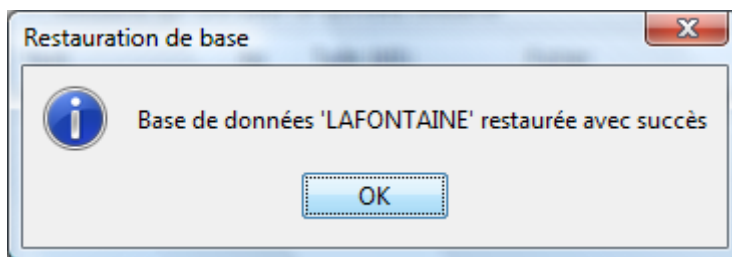 Restauration de base
Base de données 'LAFONTAINE' restaurée avec succès
OK